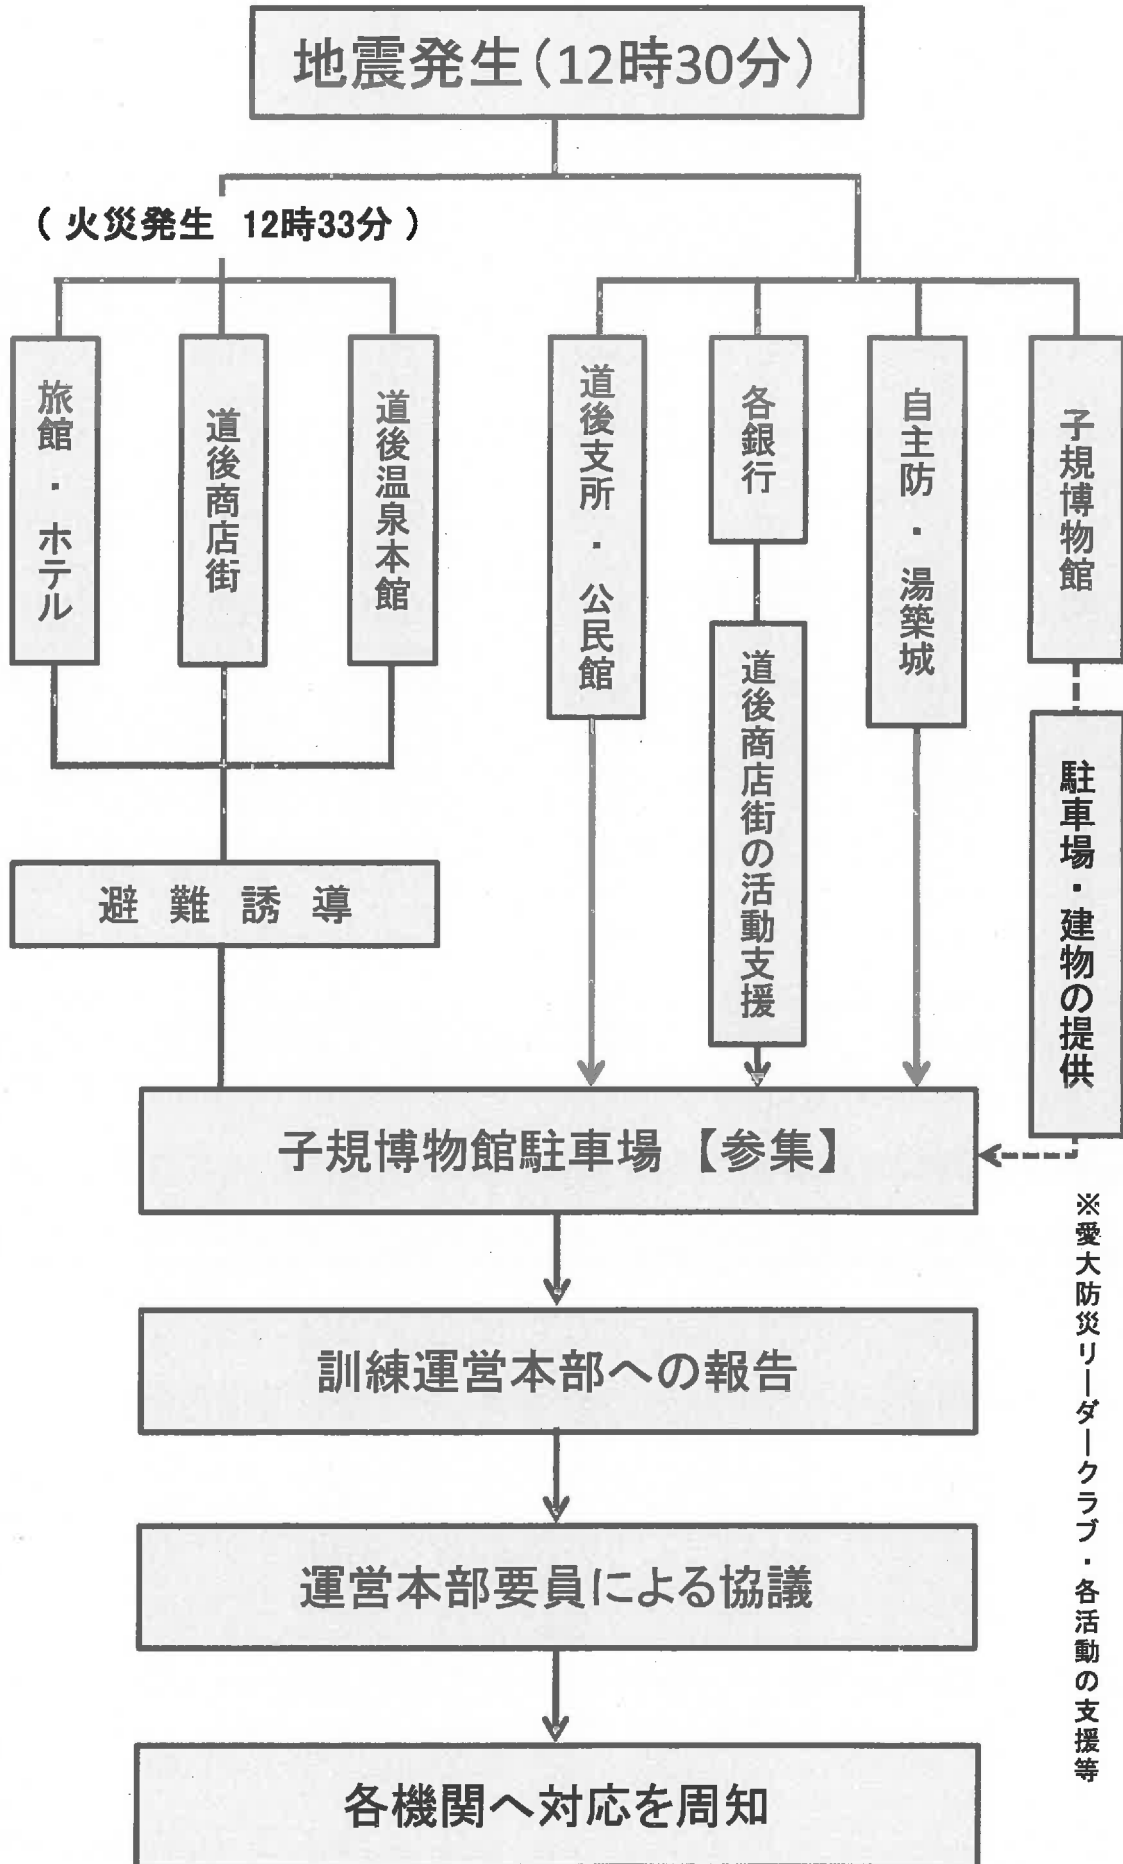 地震発生(12時30分)
( 火災発生 12時33分 )
旅館・ホテル
道後商店街
道後温泉本館
道後支所・公民館
各銀行
自主防・湯築城
子規博物館
道後商店街の活動支援
駐車場・建物の提供
避難誘導
子規博物館駐車場【参集】
※愛大防災リーダークラブ・各活動の支援等
訓練運営本部への報告
運営本部要員による協議
各機関へ対応を周知